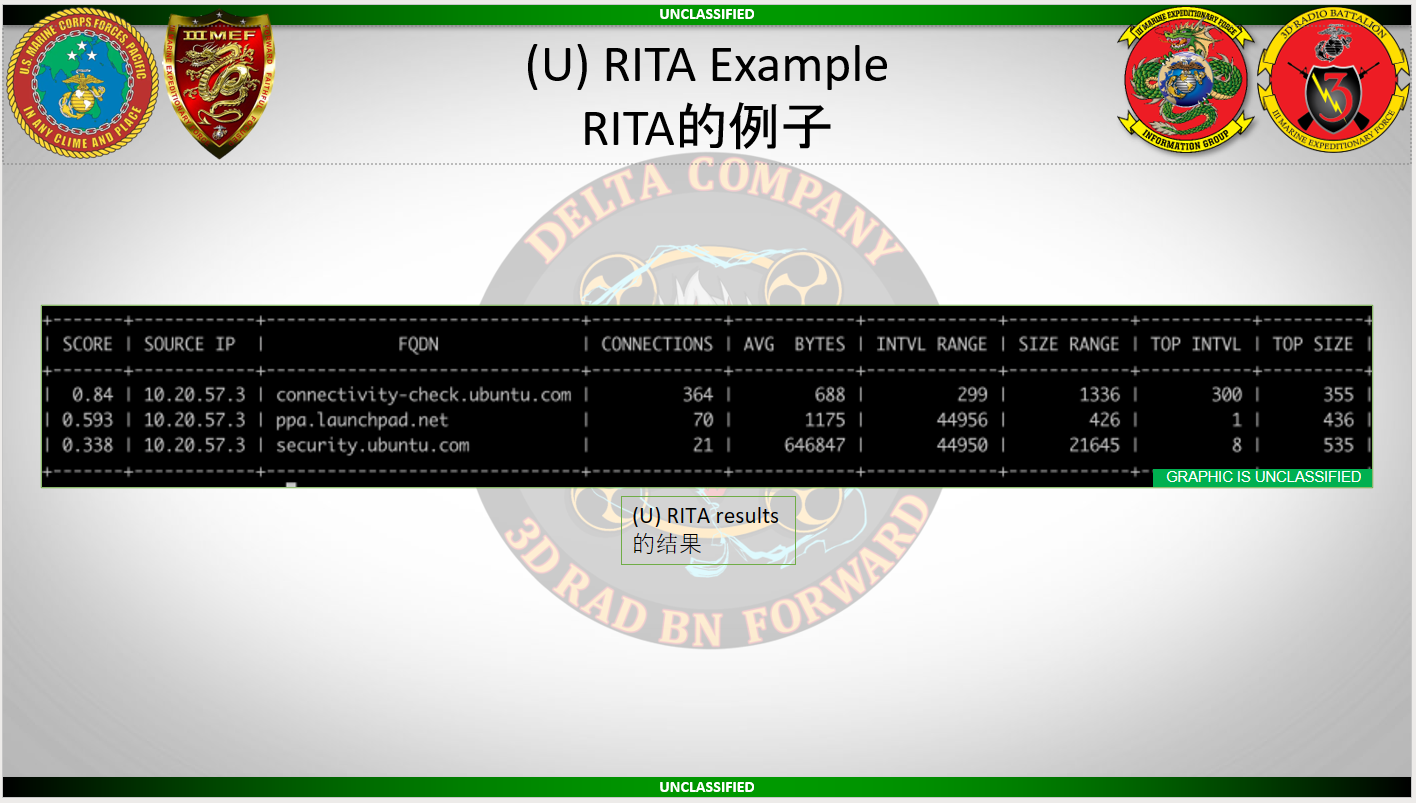 UNCLASSIFIED
U.S. MARINE CORPS FORCES PACIFIC
IN ANY CLIME AND PLACE
III MEF
III MARINE EXPEDITIONARY FORCE
INFORMATION GROUP
3D RADIO BATTALION
3
III MARINE EXPEDITIONARY FORCE
(U) RITA Example
RITA的例子
DELTA COMPANY
SCORE | SOURCE IP | FQDN | CONNECTIONS | AVG BYTES | INTVL RANGE | SIZE RANGE | TOP INTVL | TOP SIZE
0.84 | 10.20.57.3 | connectivity-check.ubuntu.com | 364 | 688 | 299 | 1336 | 300 | 355
0.593 | 10.20.57.3 | ppa.launchpad.net | 70 | 1175 | 44956 | 426 | 1 | 436
0.338 | 10.20.57.3 | security.ubuntu.com | 21 | 646847 | 44950 | 21645 | 8 | 535
GRAPHIC IS UNCLASSIFIED
(U) RITA results
的结果
3D RAD BN FORWARD
UNCLASSIFIED